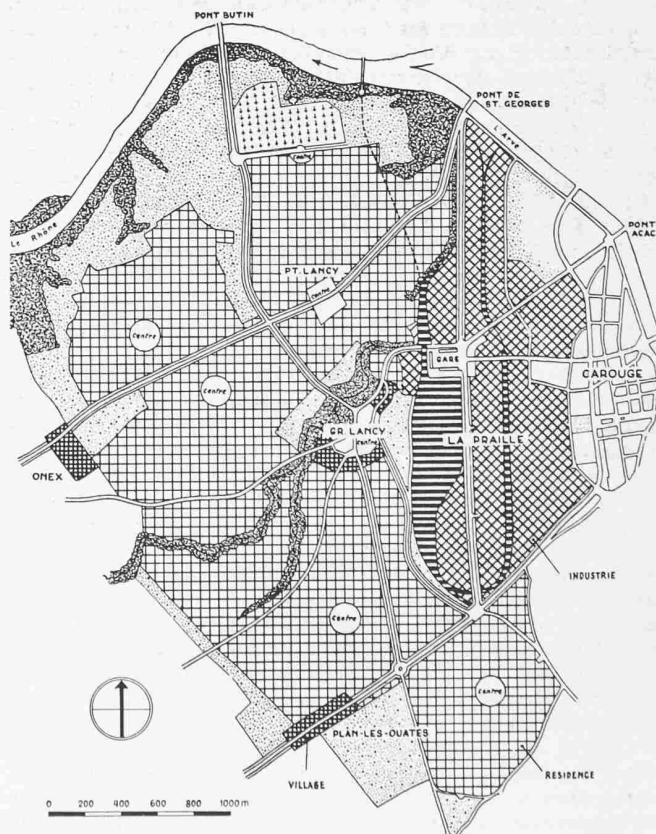 PONT BUTIN
PONT DE
ST. GEORGES
L'Arve
PONT
ACAC
Le Rhône
Centre
PT. LANCY
Centre
Centre
Centre
GARE
CAROUGE
GR. LANCY
Centre
LA PRAILLE
ONEX
INDUSTRIE
Centre
Centre
PLAN-LES-OUATES
VILLAGE
RESIDENCE
0 200 400 600 800 1000 m